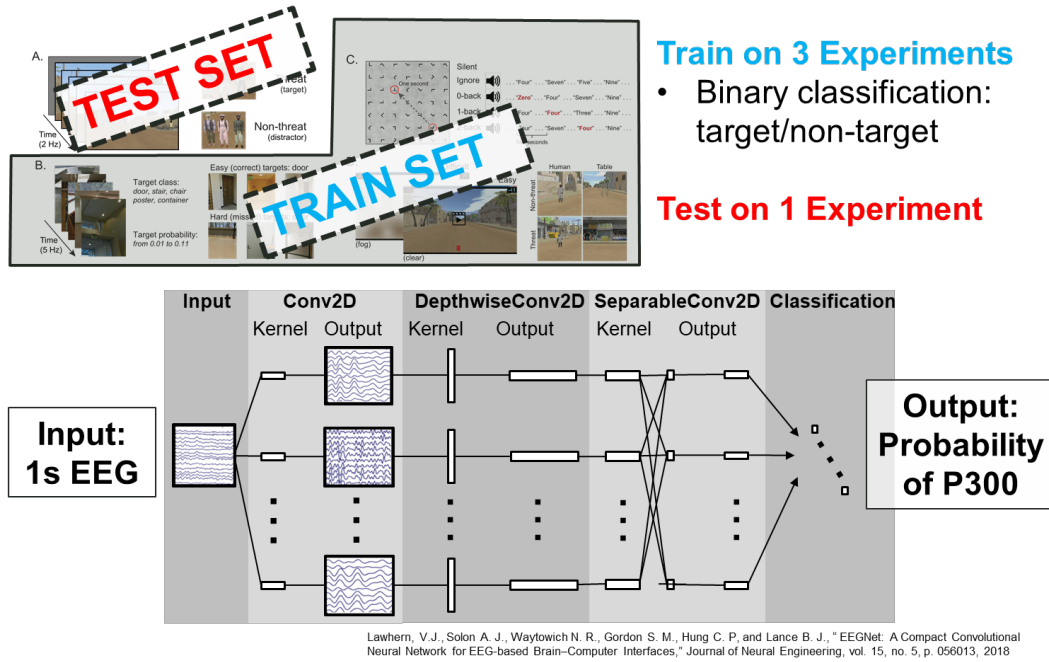 A.
TEST SET
(target)
Non-threat
(distractor)
Time
(2 Hz)
C.
One second
Silent
Ignore
"Four" . . . "Seven" . . . "Five" . . . "Nine" . . .
0-back
"Zero" . . . "Four" . . . "Seven" . . . "Nine" . . .
1-back
"Four" . . . "Three" . . . "Nine" . . .
"Four" . . . "Seven" . . . "Four" . . . "Nine" . . .
TRAIN SET
B.
Target class:
door, stair, chair
poster, container
Target probability:
from 0.01 to 0.11
Time
(5 Hz)
Easy (correct) targets: door
Easy
(fog)
(clear)
Human
Table
Non-threat
Threat
Train on 3 Experiments
• Binary classification:
target/non-target
Test on 1 Experiment
Input
Conv2D
DepthwiseConv2D
SeparableConv2D
Classification
Kernel
Output
Kernel
Output
Kernel
Output
Input:
1s EEG
Output:
Probability
of P300
Lawhern, V.J., Solon A. J., Waytowich N. R., Gordon S. M., Hung C. P, and Lance B. J., " EEGNet: A Compact Convolutional
Neural Network for EEG-based Brain–Computer Interfaces," Journal of Neural Engineering, vol. 15, no. 5, p. 056013, 2018